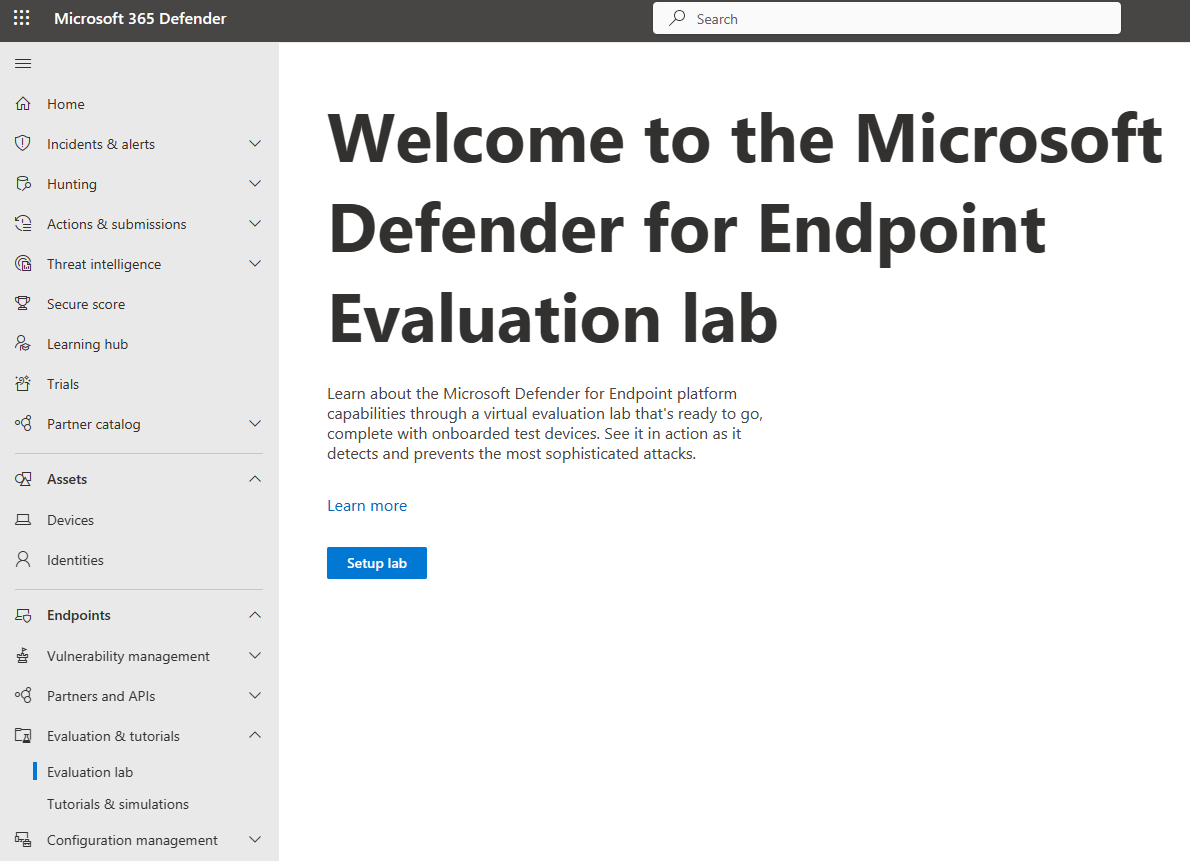 Microsoft 365 Defender
Search
Home
Incidents & alerts
Hunting
Actions & submissions
Threat intelligence
Secure score
Learning hub
Trials
Partner catalog
Assets
Devices
Identities
Endpoints
Vulnerability management
Partners and APIs
Evaluation & tutorials
Evaluation lab
Tutorials & simulations
Configuration management
Welcome to the Microsoft
Defender for Endpoint
Evaluation lab
Learn about the Microsoft Defender for Endpoint platform
capabilities through a virtual evaluation lab that's ready to go,
complete with onboarded test devices. See it in action as it
detects and prevents the most sophisticated attacks.
Learn more
Setup lab